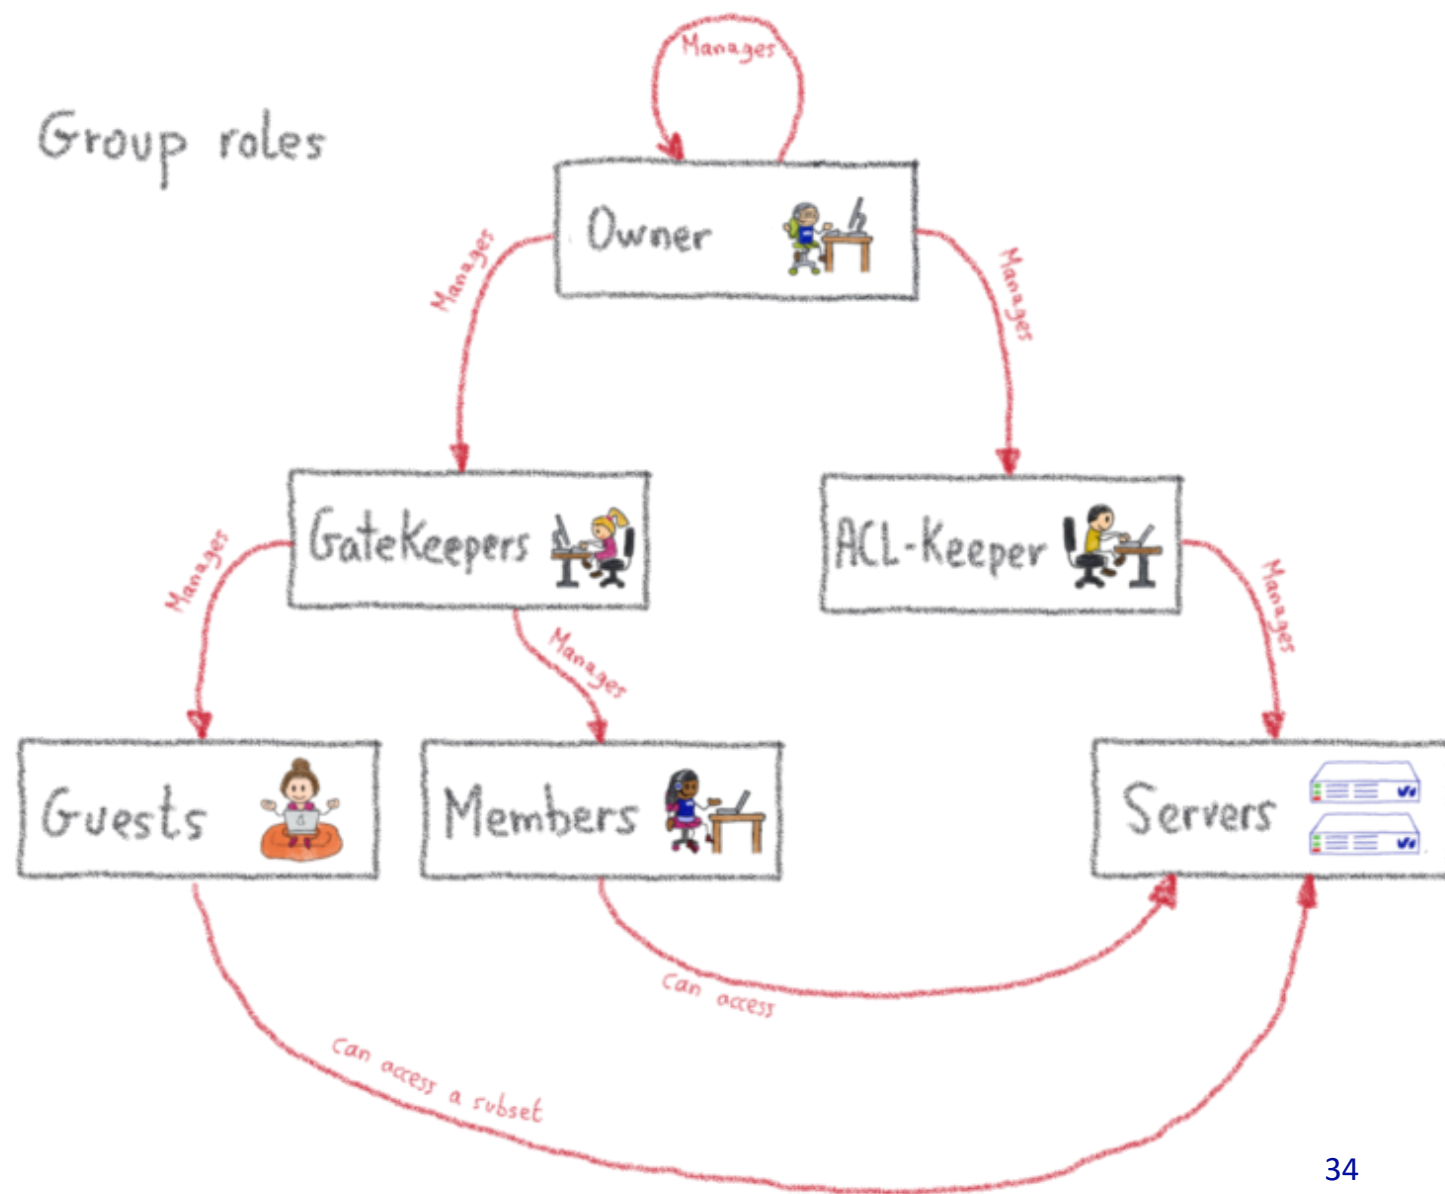 Manages
Group roles
Owner
Manages
Manages
GateKeepers
ACL-Keeper
Manages
Manages
Manages
Guests
Members
Servers
Can access
Can access a subset
34